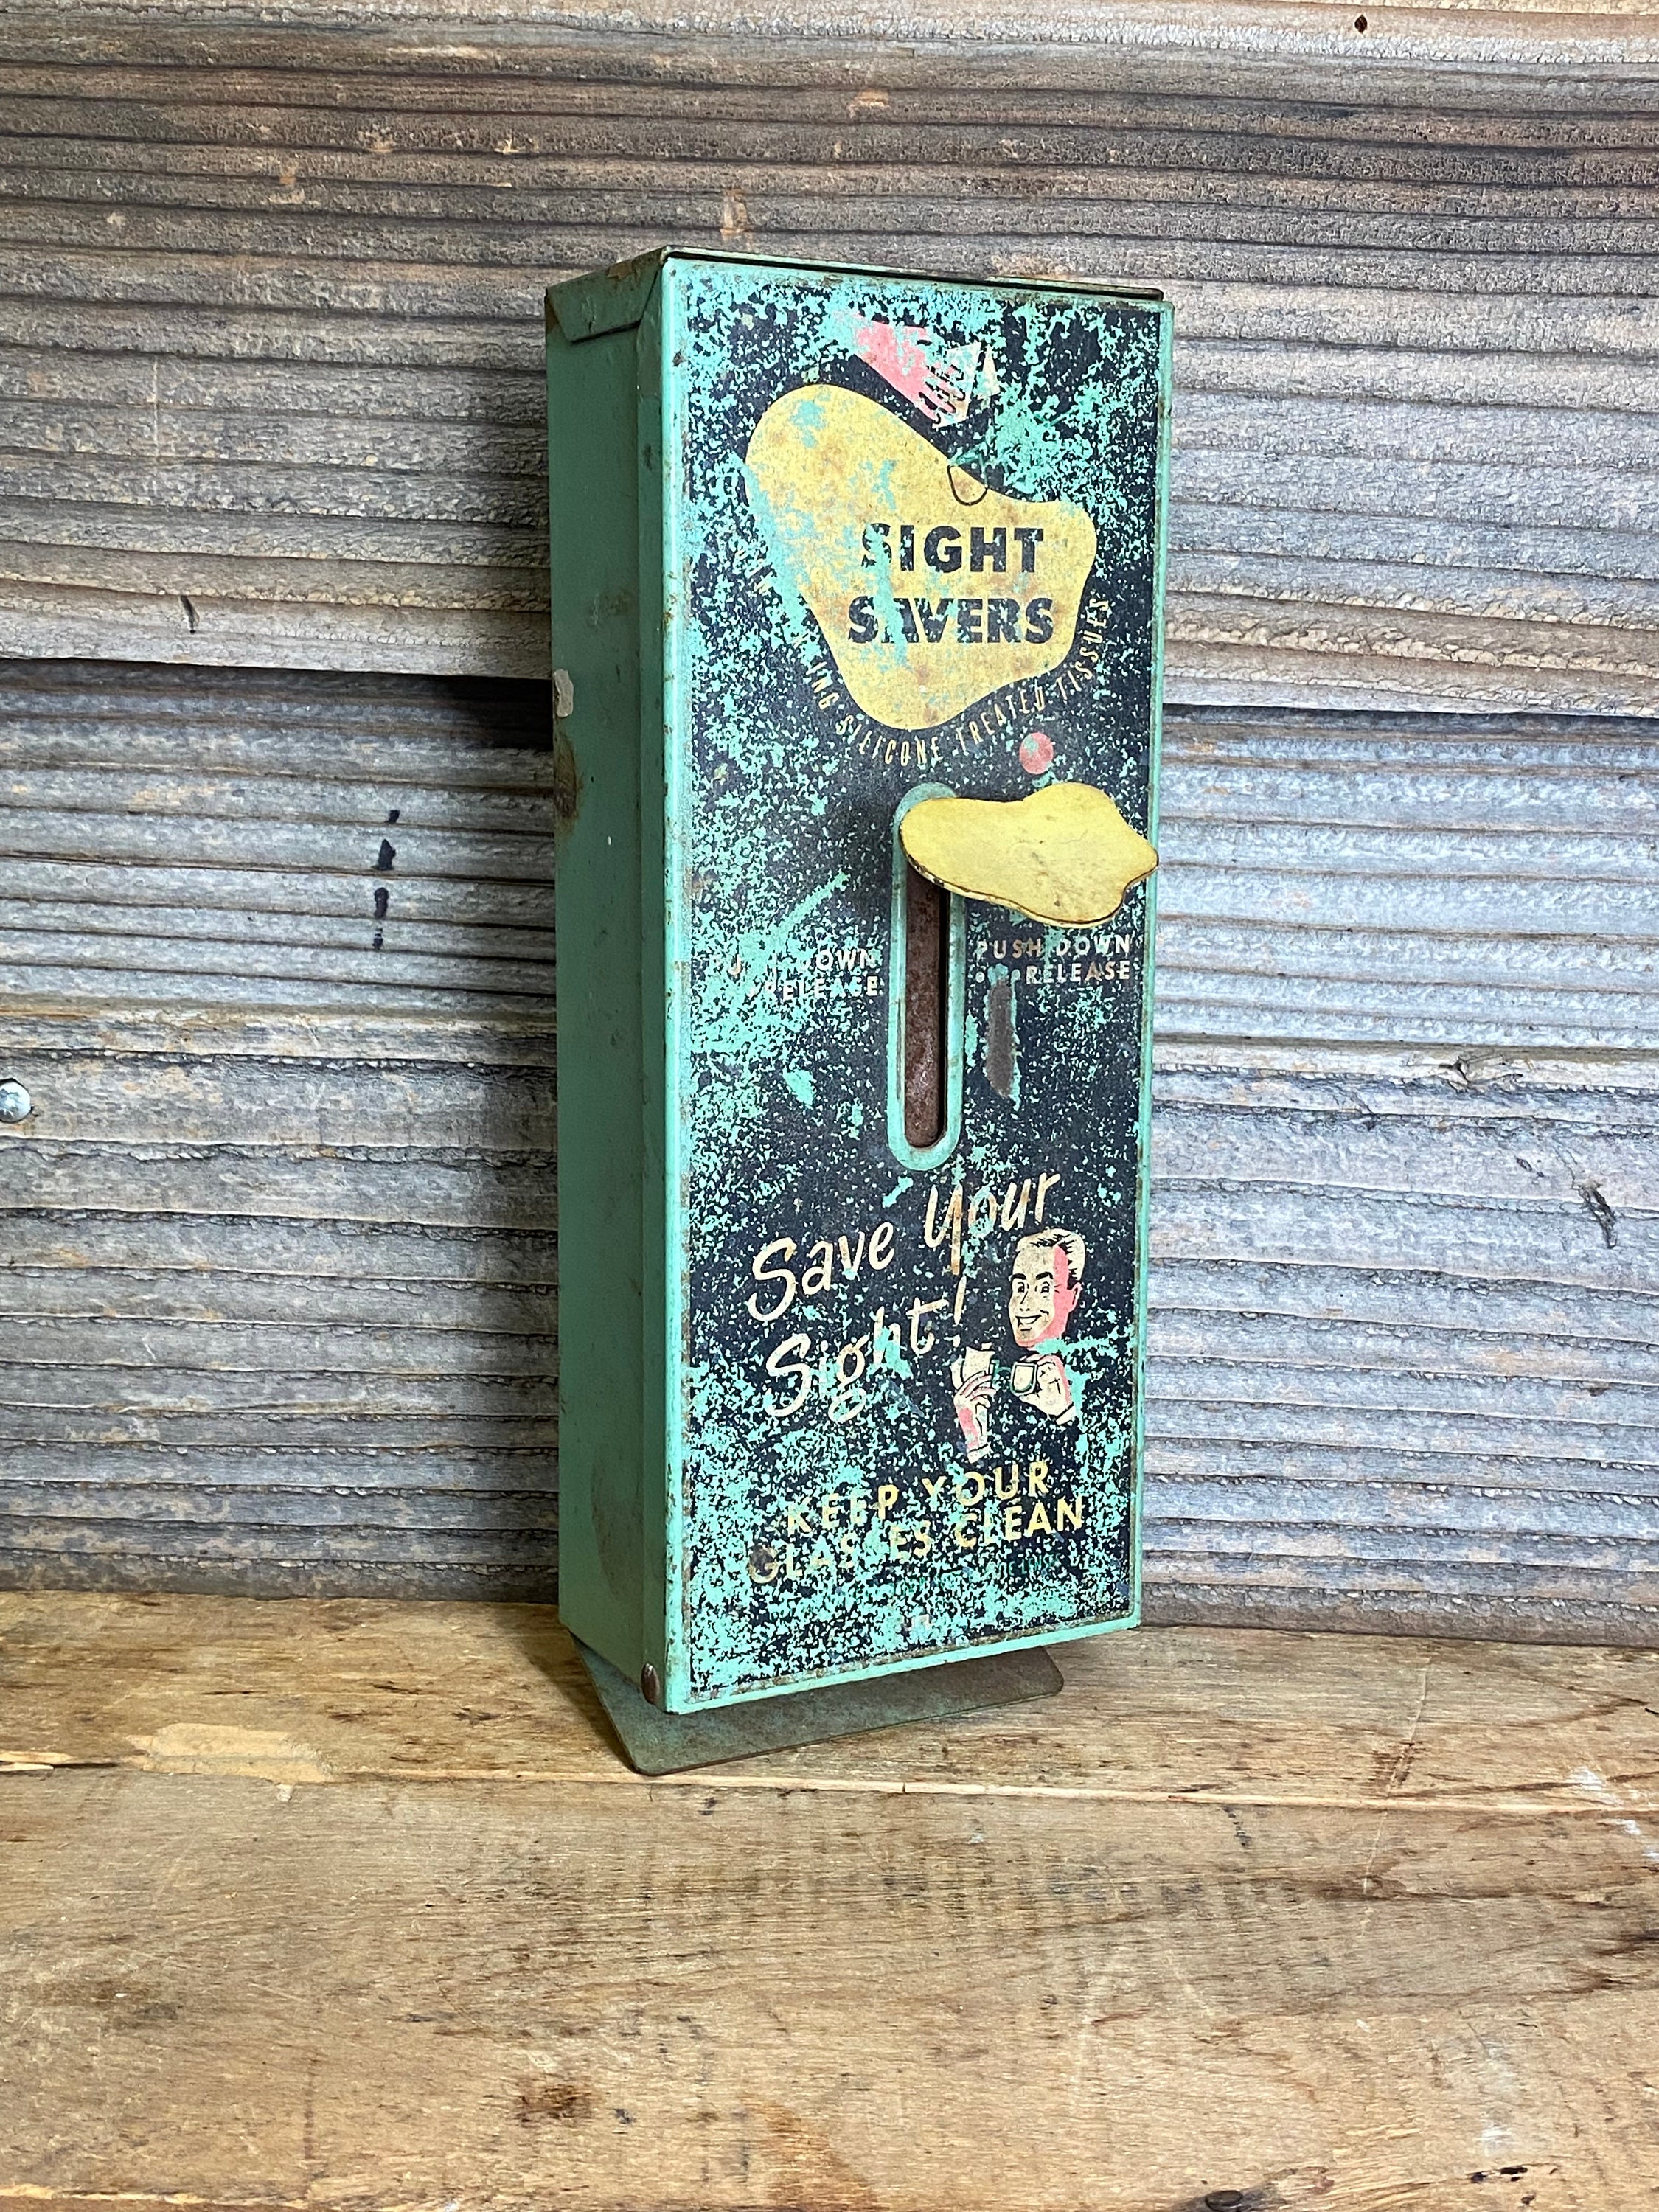 SIGHT
SAVERS
SILICONE TREATED TISSUES
DOWN
RELEASE
PUSH DOWN
RELEASE
Save Your
Sight!
KEEP YOUR
GLASSES CLEAN